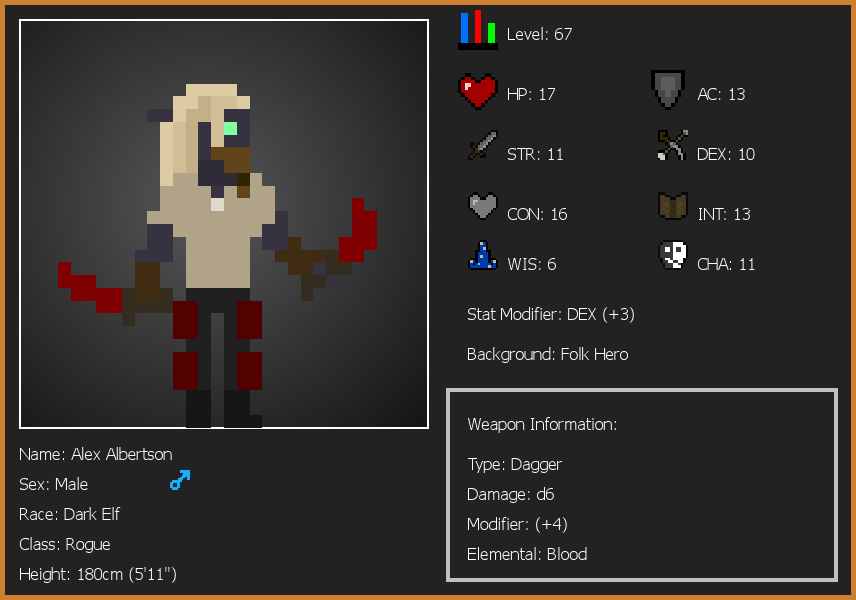 Level: 67
HP: 17
AC: 13
STR: 11
DEX: 10
CON: 16
INT: 13
WIS: 6
CHA: 11
Stat Modifier: DEX (+3)
Background: Folk Hero
Weapon Information:
Type: Dagger
Damage: d6
Modifier: (+4)
Elemental: Blood
Name: Alex Albertson
Sex: Male
Race: Dark Elf
Class: Rogue
Height: 180cm (5'11")